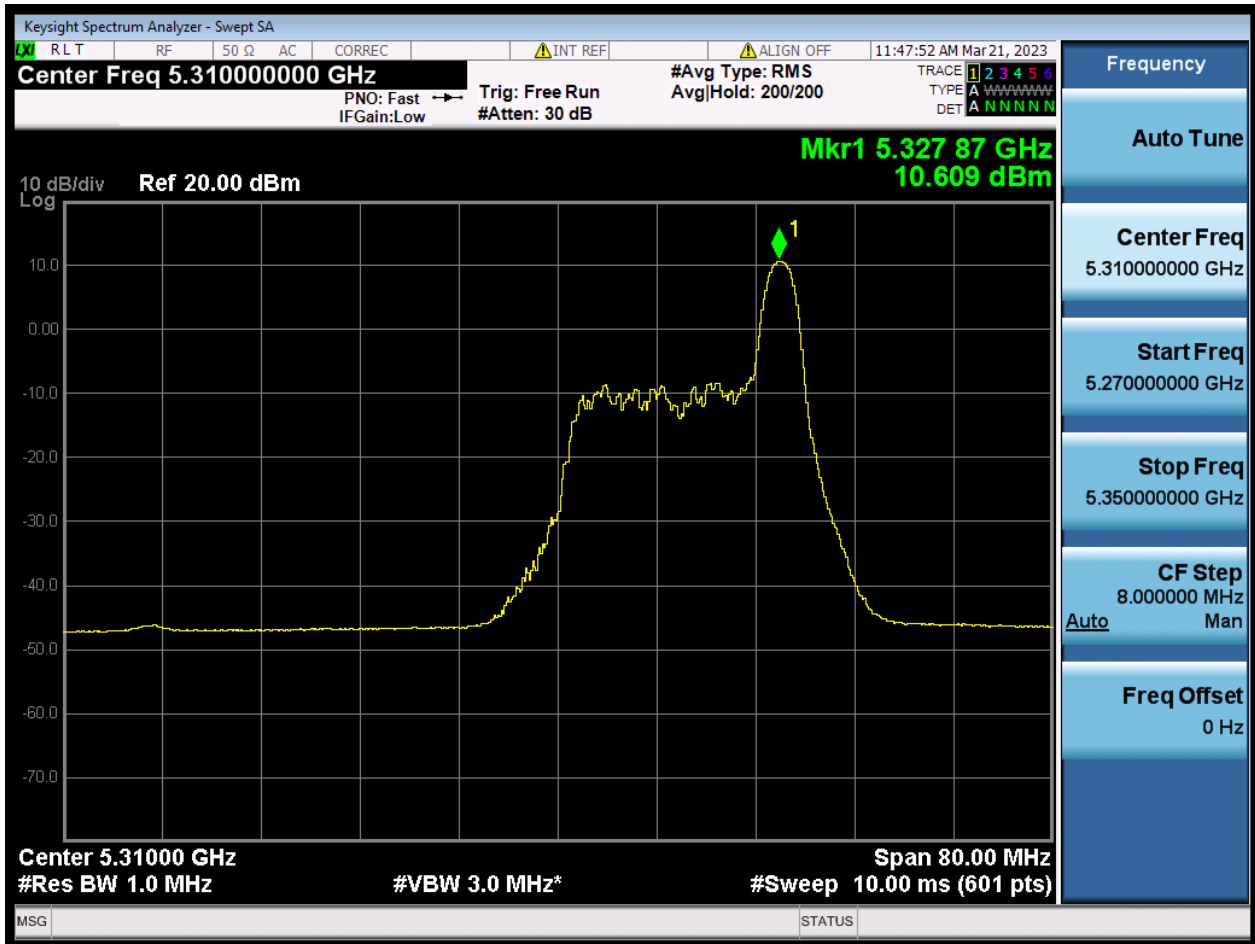 Keysight Spectrum Analyzer - Swept SA
LXI RLT RF 50 Ω AC CORREC INT REF ALIGN OFF 11:47:52 AM Mar 21, 2023
Center Freq 5.310000000 GHz
PNO: Fast
IFGain:Low
Trig: Free Run
#Atten: 30 dB
#Avg Type: RMS
Avg|Hold: 200/200
TRACE 1 2 3 4 5 6
TYPE A WWWWW
DET A N N N N N
Mkr1 5.327 87 GHz
10.609 dBm
10 dB/div Ref 20.00 dBm
Log
1
10.0
0.00
-10.0
-20.0
-30.0
-40.0
-50.0
-60.0
-70.0
Center 5.31000 GHz Span 80.00 MHz
#Res BW 1.0 MHz #VBW 3.0 MHz* #Sweep 10.00 ms (601 pts)
MSG STATUS
Frequency
Auto Tune
Center Freq
5.310000000 GHz
Start Freq
5.270000000 GHz
Stop Freq
5.350000000 GHz
CF Step
8.000000 MHz
Auto Man
Freq Offset
0 Hz